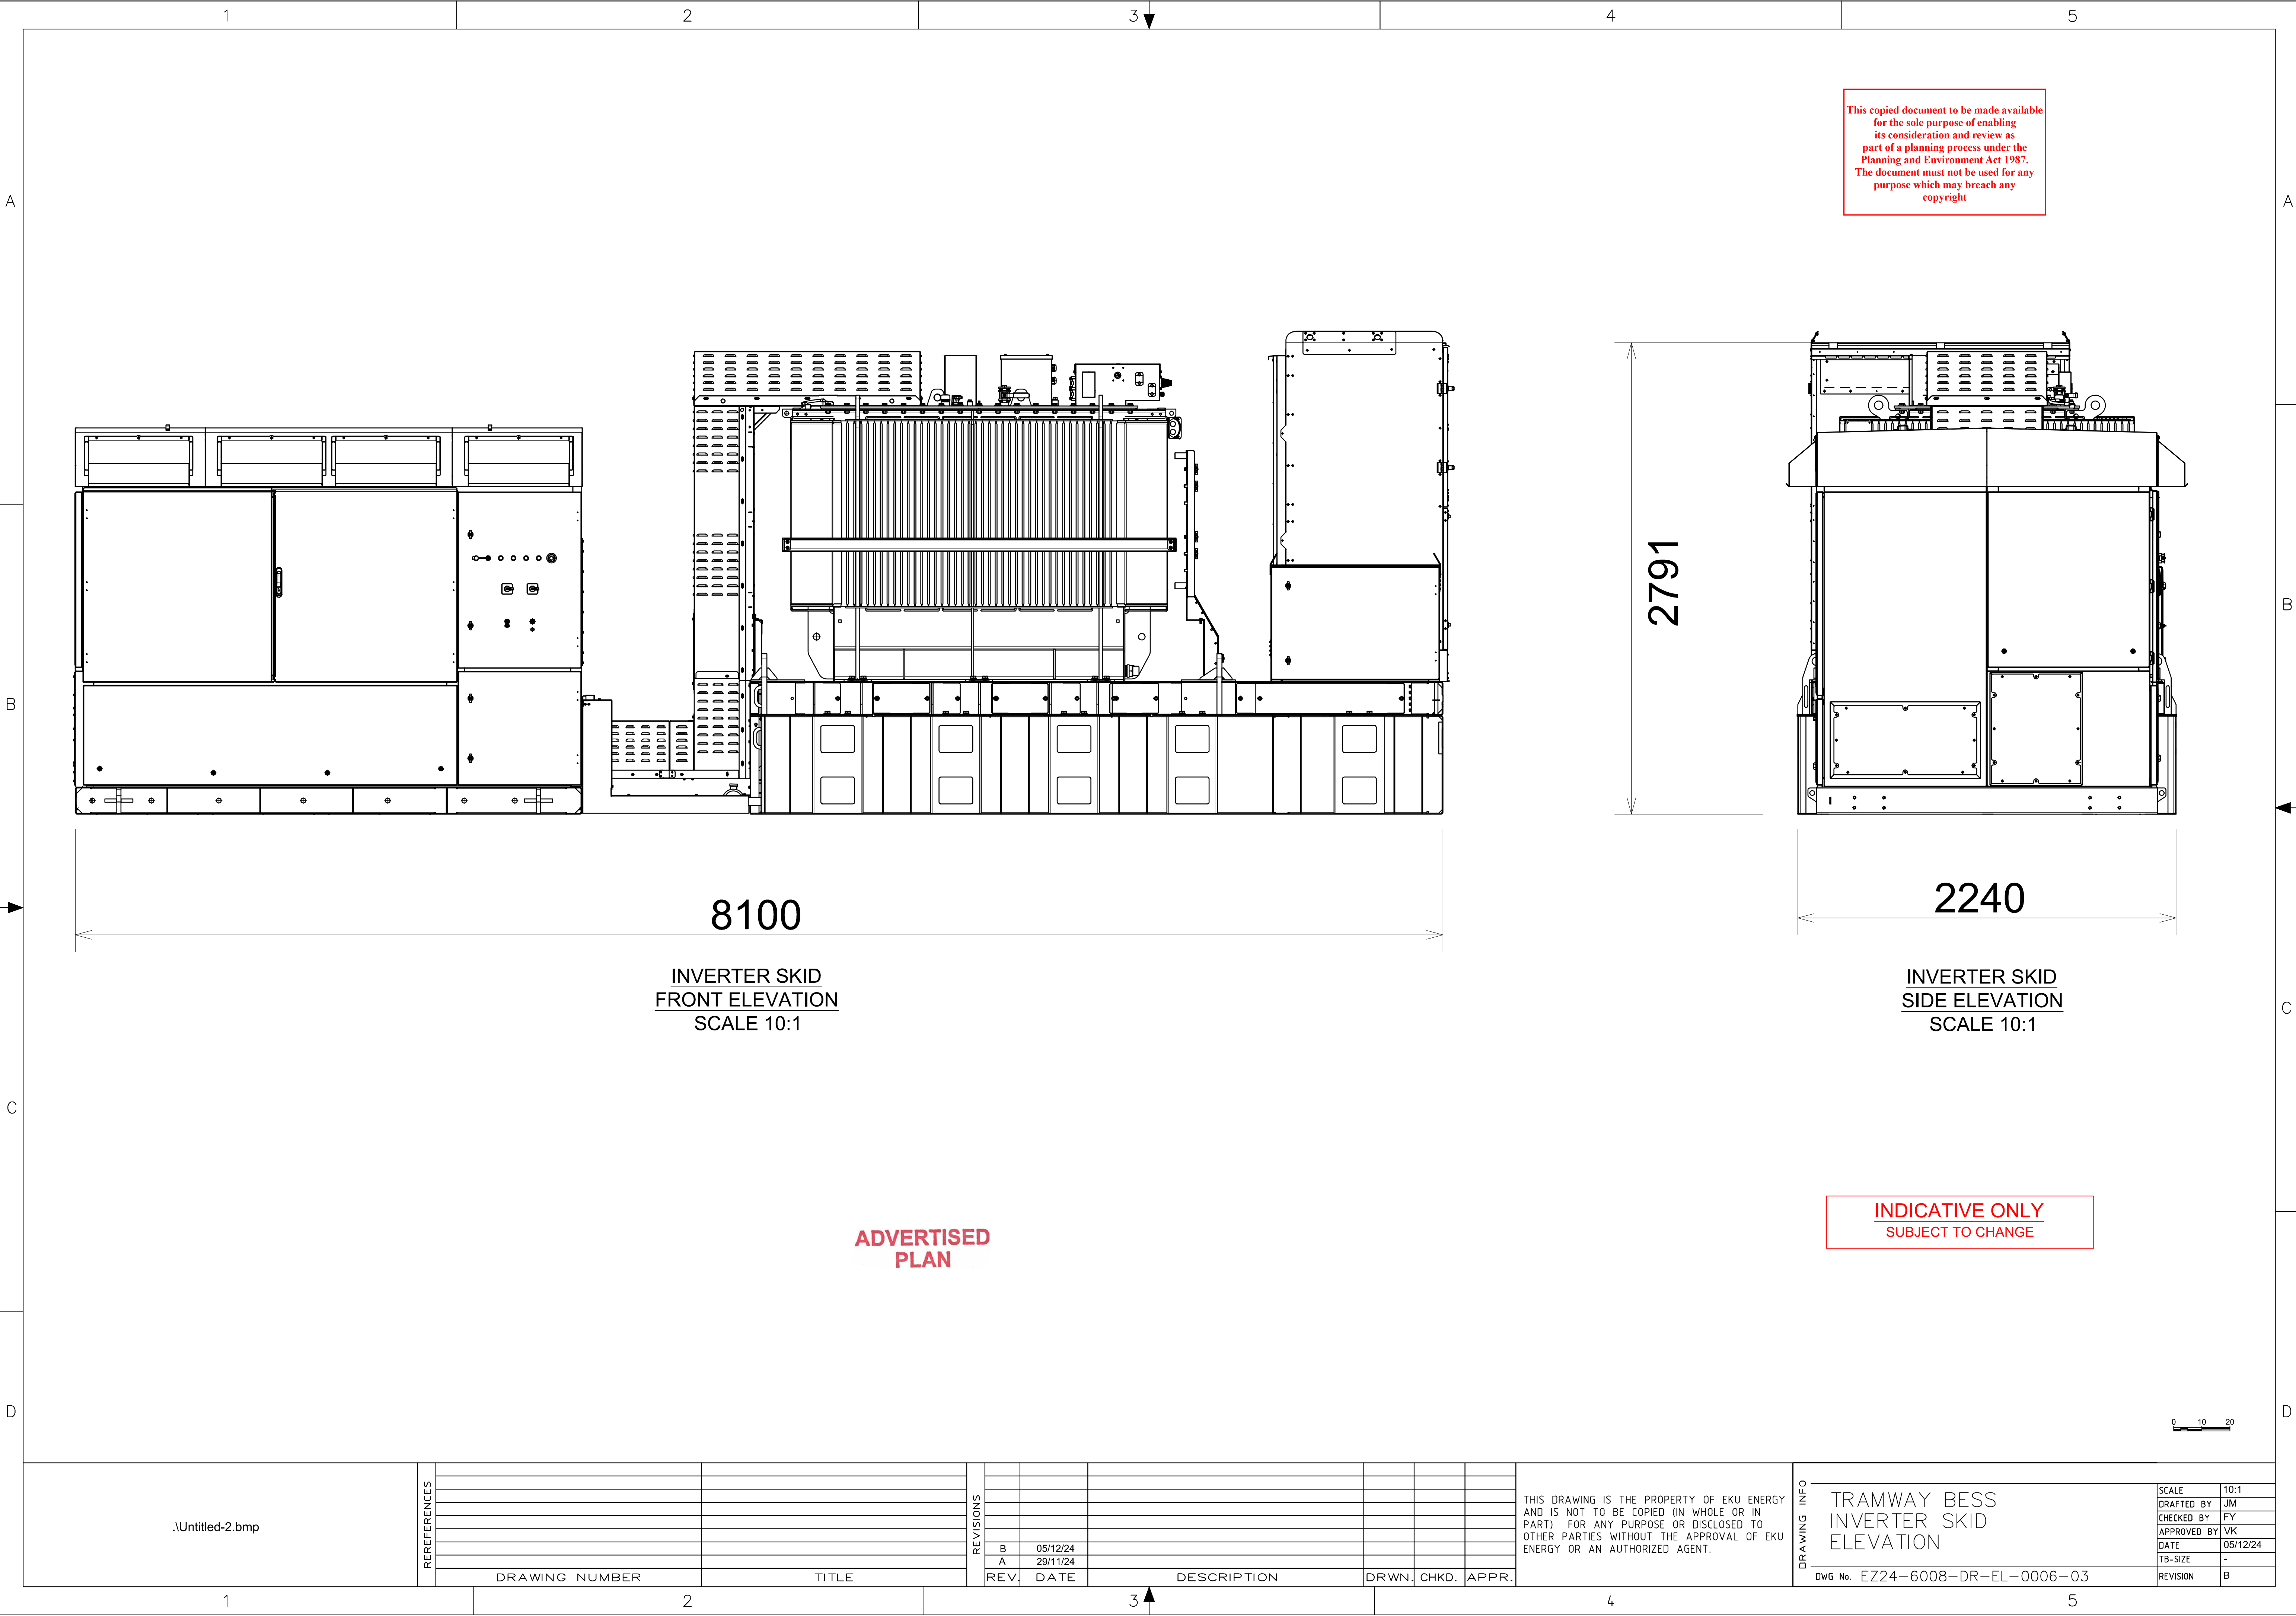 1 2 3 4 5
This copied document to be made available
for the sole purpose of enabling
its consideration and review as
part of a planning process under the
Planning and Environment Act 1987.
The document must not be used for any
purpose which may breach any
copyright
A A
B B
2791
8100
2240
INVERTER SKID
FRONT ELEVATION
SCALE 10:1
INVERTER SKID
SIDE ELEVATION
SCALE 10:1
C C
INDICATIVE ONLY
SUBJECT TO CHANGE
ADVERTISED
PLAN
D D
0 10 20
.\Untitled-2.bmp
REREFERENCES
DRAWING NUMBER TITLE
REVISIONS
B 05/12/24
A 29/11/24
REV. DATE DESCRIPTION DRWN. CHKD. APPR.
THIS DRAWING IS THE PROPERTY OF EKU ENERGY
AND IS NOT TO BE COPIED (IN WHOLE OR IN
PART) FOR ANY PURPOSE OR DISCLOSED TO
OTHER PARTIES WITHOUT THE APPROVAL OF EKU
ENERGY OR AN AUTHORIZED AGENT.
DRAWING INFO
TRAMWAY BESS
INVERTER SKID
ELEVATION
DWG No. EZ24-6008-DR-EL-0006-03
SCALE 10:1
DRAFTED BY JM
CHECKED BY FY
APPROVED BY VK
DATE 05/12/24
TB-SIZE -
REVISION B
1 2 3 4 5